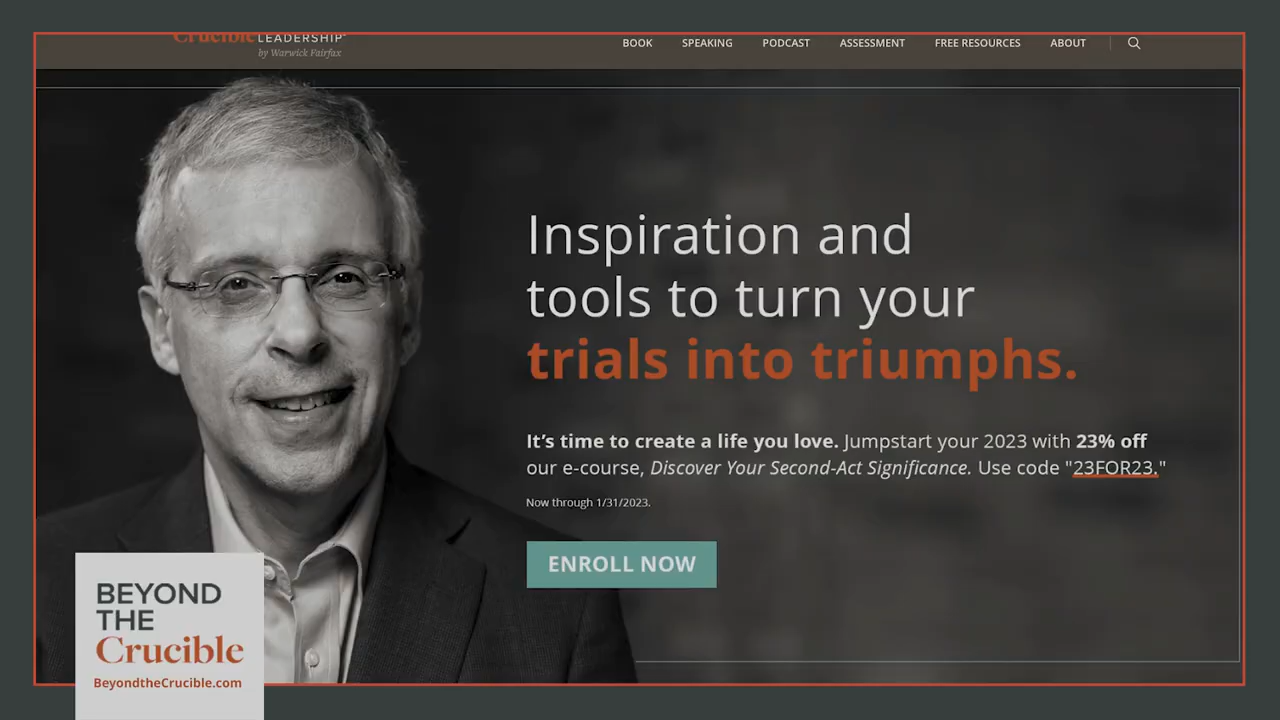 Crucible LEADERSHIP
by Warwick Fairfax
BOOK SPEAKING PODCAST ASSESSMENT FREE RESOURCES ABOUT
Inspiration and
tools to turn your
trials into triumphs.
It's time to create a life you love. Jumpstart your 2023 with 23% off
our e-course, Discover Your Second-Act Significance. Use code "23FOR23."
Now through 1/31/2023.
ENROLL NOW
BEYOND
THE
Crucible
BeyondtheCrucible.com